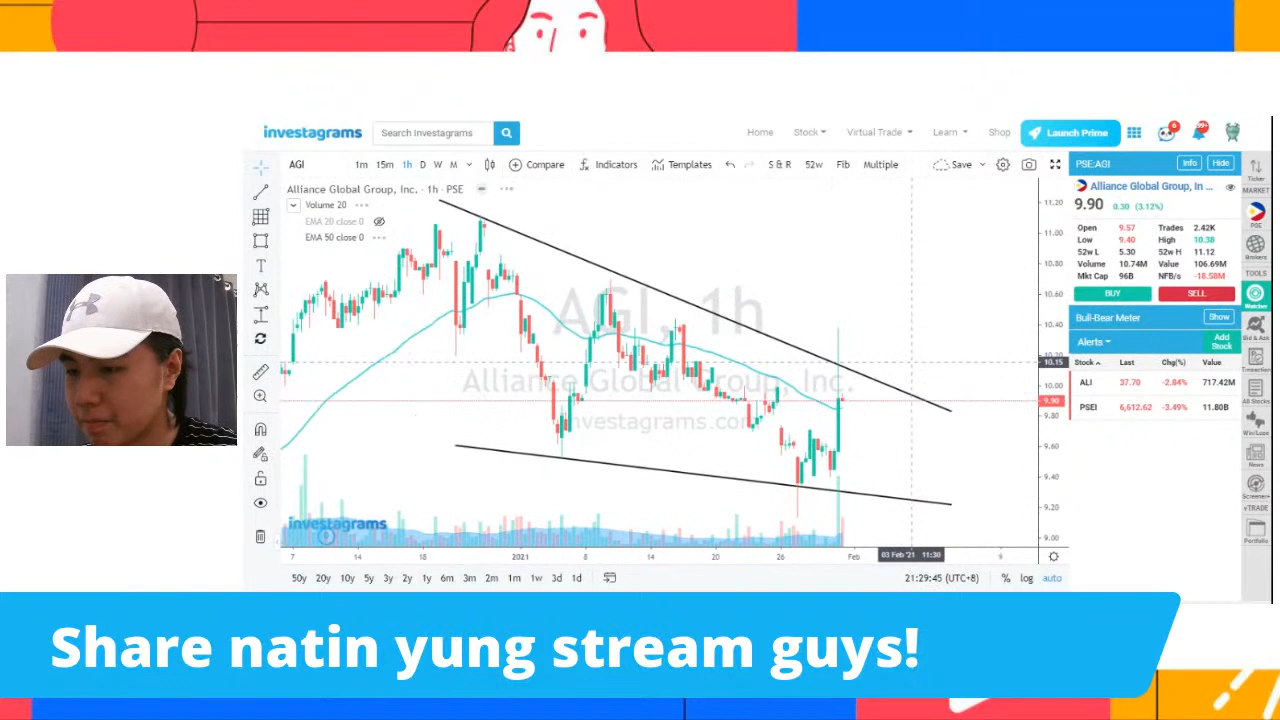 investagrams
Search Investagrams
Home Stock Virtual Trade Learn Shop Launch Prime
6 99+
AGI 1m 15m 1h D W M Compare Indicators Templates S & R 52w Fib Multiple Save
Alliance Global Group, Inc. · 1h · PSE
Volume 20
EMA 20 close 0
EMA 50 close 0
AGI, 1h
Alliance Global Group, Inc.
investagrams.com
investagrams
11.20
11.00
10.80
10.60
10.40
10.20
10.15
10.00
9.90
9.80
9.60
9.40
9.20
9.00
7 14 18 2021 8 14 20 26 Feb 03 Feb '21 11:30 9
50y 20y 10y 5y 3y 2y 1y 6m 3m 2m 1m 1w 3d 1d 21:29:45 (UTC+8) % log auto
PSE:AGI Info Hide
Alliance Global Group, In ...
9.90 0.30 (3.12%)
Open 9.57 Trades 2.42K
Low 9.40 High 10.38
52w L 5.30 52w H 11.12
Volume 10.74M Value 106.69M
Mkt Cap 96B NFB/s -18.58M
BUY SELL
Bull-Bear Meter Show
Alerts Add Stock
Stock Last Chg(%) Value
ALI 37.70 -2.84% 717.42M
PSEI 6,612.62 -3.49% 11.80B
Ticker
MARKET
PSE
Brokers
TOOLS
Watcher
Bid & Ask
Transaction
All Stocks
Win/Lose
News
Screener+
vTRADE
Portfolio
Share natin yung stream guys!